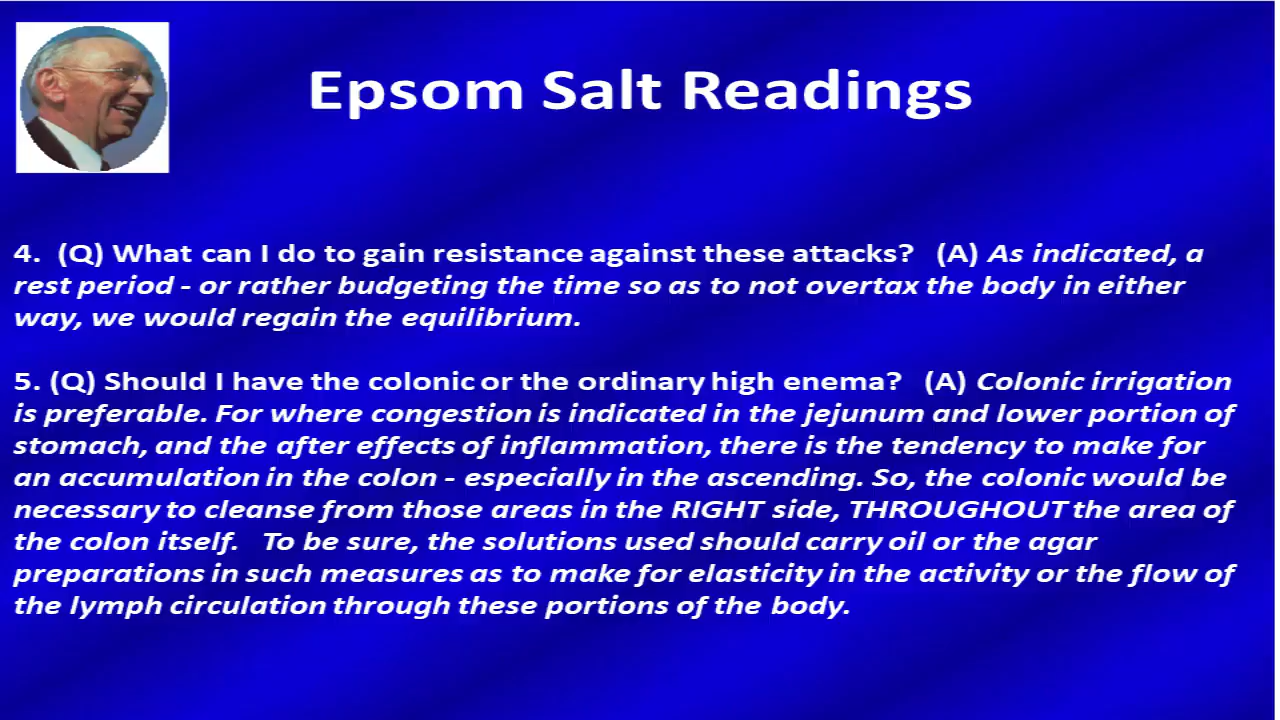 Epsom Salt Readings
4. (Q) What can I do to gain resistance against these attacks? (A) As indicated, a
rest period - or rather budgeting the time so as to not overtax the body in either
way, we would regain the equilibrium.
5. (Q) Should I have the colonic or the ordinary high enema? (A) Colonic irrigation
is preferable. For where congestion is indicated in the jejunum and lower portion of
stomach, and the after effects of inflammation, there is the tendency to make for
an accumulation in the colon - especially in the ascending. So, the colonic would be
necessary to cleanse from those areas in the RIGHT side, THROUGHOUT the area of
the colon itself. To be sure, the solutions used should carry oil or the agar
preparations in such measures as to make for elasticity in the activity or the flow of
the lymph circulation through these portions of the body.